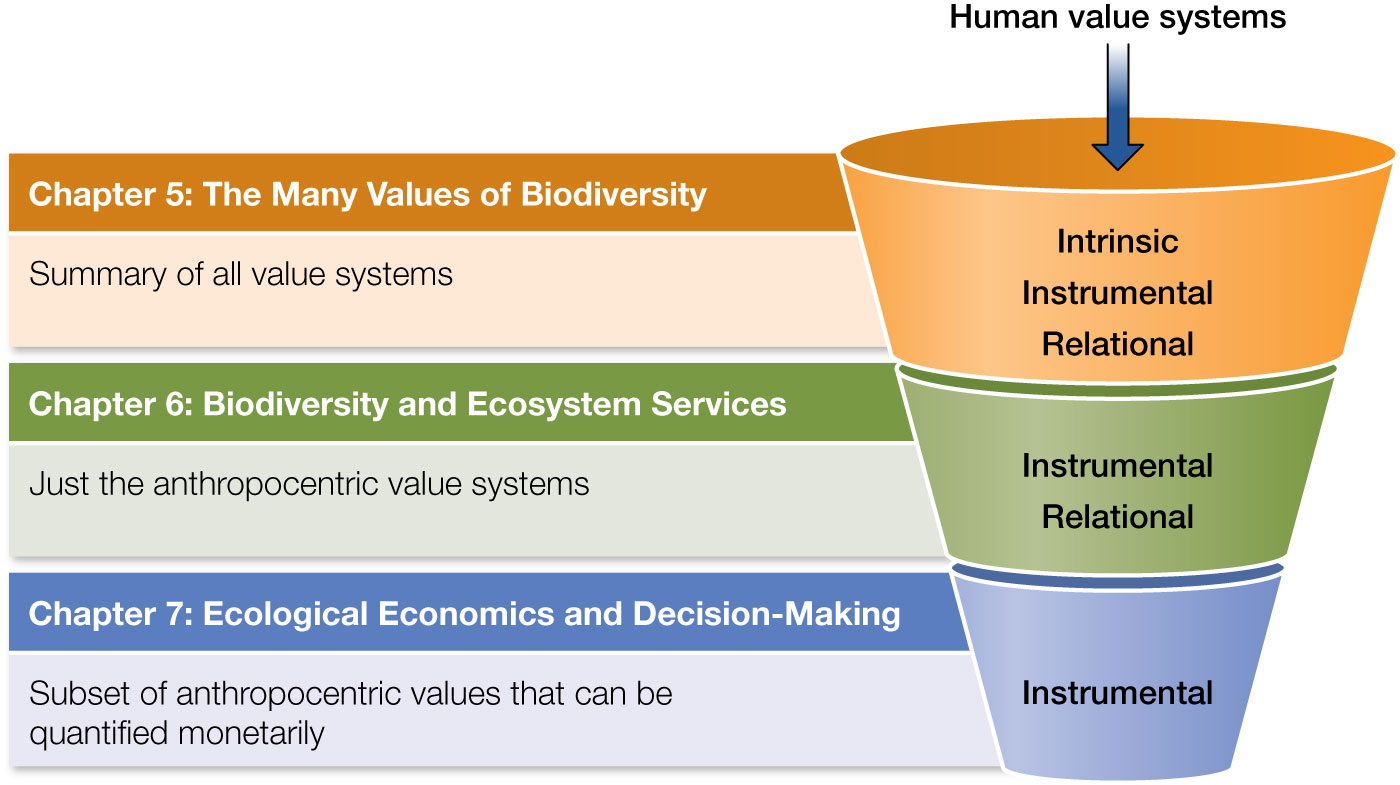 Human value systems
Chapter 5: The Many Values of Biodiversity
Summary of all value systems
Intrinsic
Instrumental
Relational
Chapter 6: Biodiversity and Ecosystem Services
Just the anthropocentric value systems
Instrumental
Relational
Chapter 7: Ecological Economics and Decision-Making
Subset of anthropocentric values that can be
quantified monetarily
Instrumental